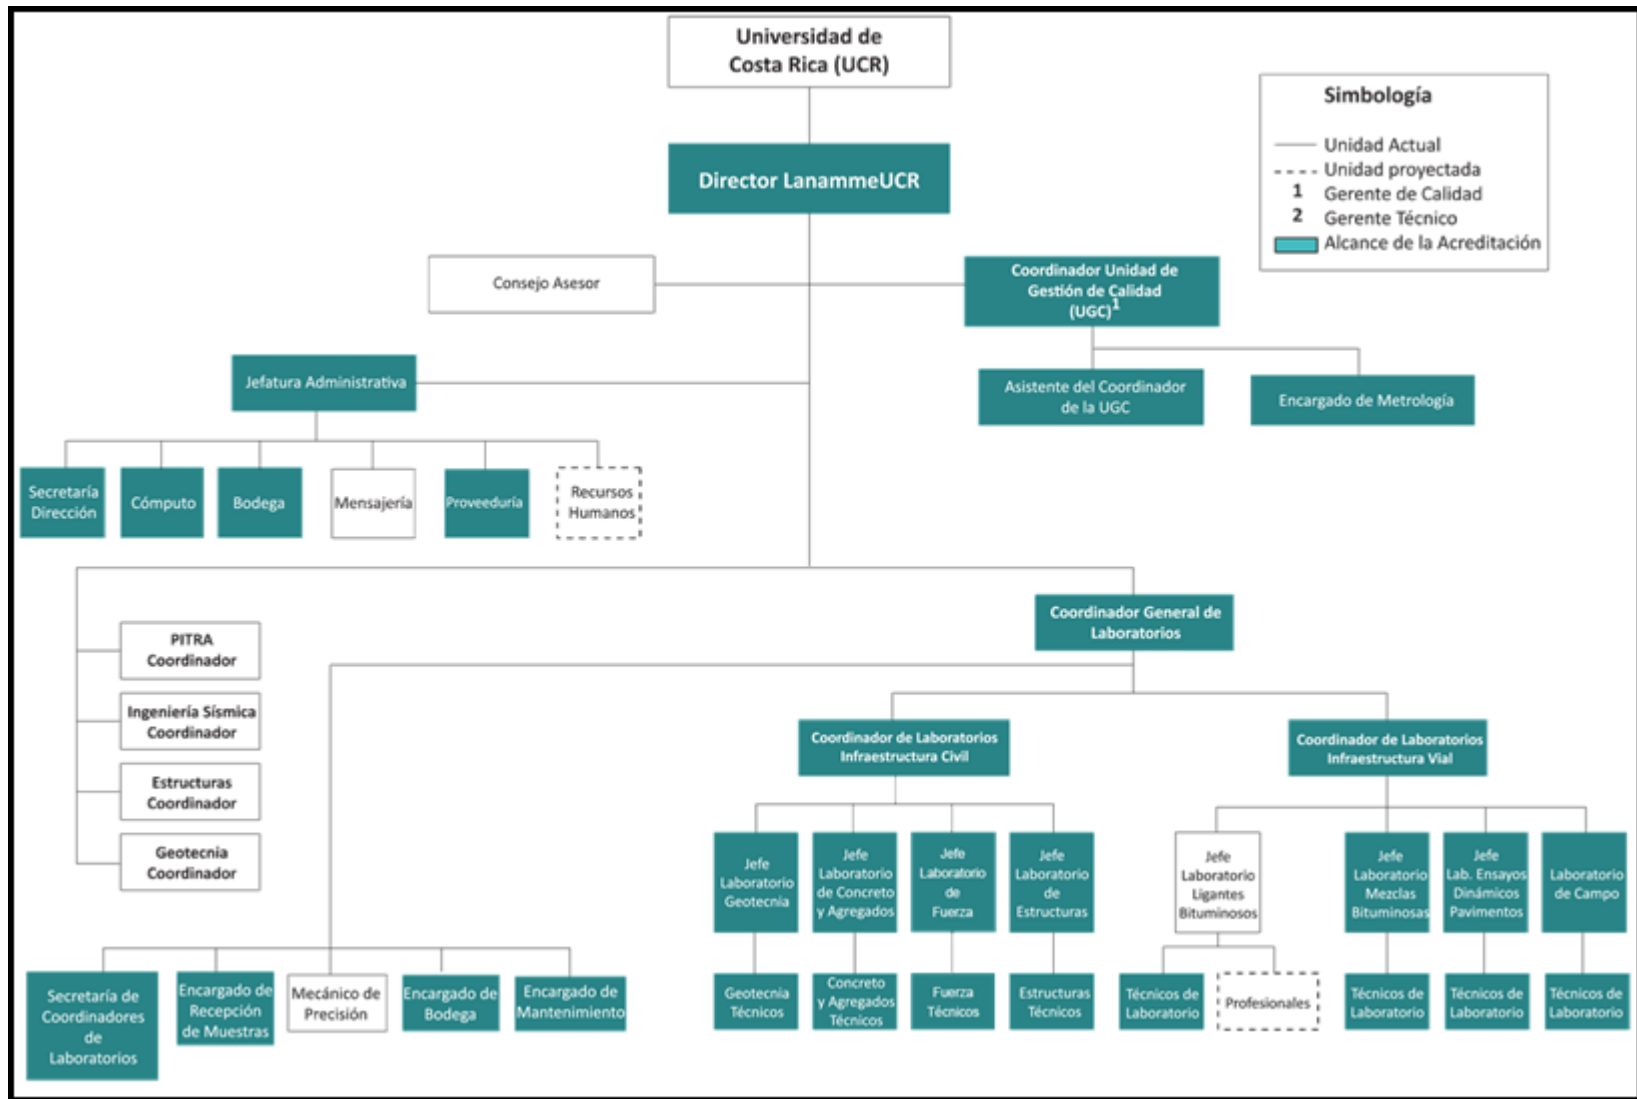 Universidad de
Costa Rica (UCR)
Simbología
Unidad Actual
Unidad proyectada
1 Gerente de Calidad
2 Gerente Técnico
Alcance de la Acreditación
Director LanammeUCR
Consejo Asesor
Coordinador Unidad de
Gestión de Calidad
(UGC)1
Jefatura Administrativa
Asistente del Coordinador
de la UGC
Encargado de Metrología
Secretaría
Dirección
Cómputo
Bodega
Mensajería
Proveeduría
Recursos
Humanos
Coordinador General de
Laboratorios
PITRA
Coordinador
Ingeniería Sísmica
Coordinador
Estructuras
Coordinador
Geotecnia
Coordinador
Coordinador de Laboratorios
Infraestructura Civil
Coordinador de Laboratorios
Infraestructura Vial
Jefe
Laboratorio
Geotecnia
Jefe
Laboratorio
de Concreto
y Agregados
Jefe
Laboratorio
de
Fuerza
Jefe
Laboratorio
de
Estructuras
Jefe
Laboratorio
Ligantes
Bituminosos
Jefe
Laboratorio
Mezclas
Bituminosas
Jefe
Lab. Ensayos
Dinámicos
Pavimentos
Laboratorio
de Campo
Secretaría de
Coordinadores
de
Laboratorios
Encargado de
Recepción
de Muestras
Mecánico de
Precisión
Encargado de
Bodega
Encargado de
Mantenimiento
Geotecnia
Técnicos
Concreto
y Agregados
Técnicos
Fuerza
Técnicos
Estructuras
Técnicos
Técnicos de
Laboratorio
Profesionales
Técnicos de
Laboratorio
Técnicos de
Laboratorio
Técnicos de
Laboratorio